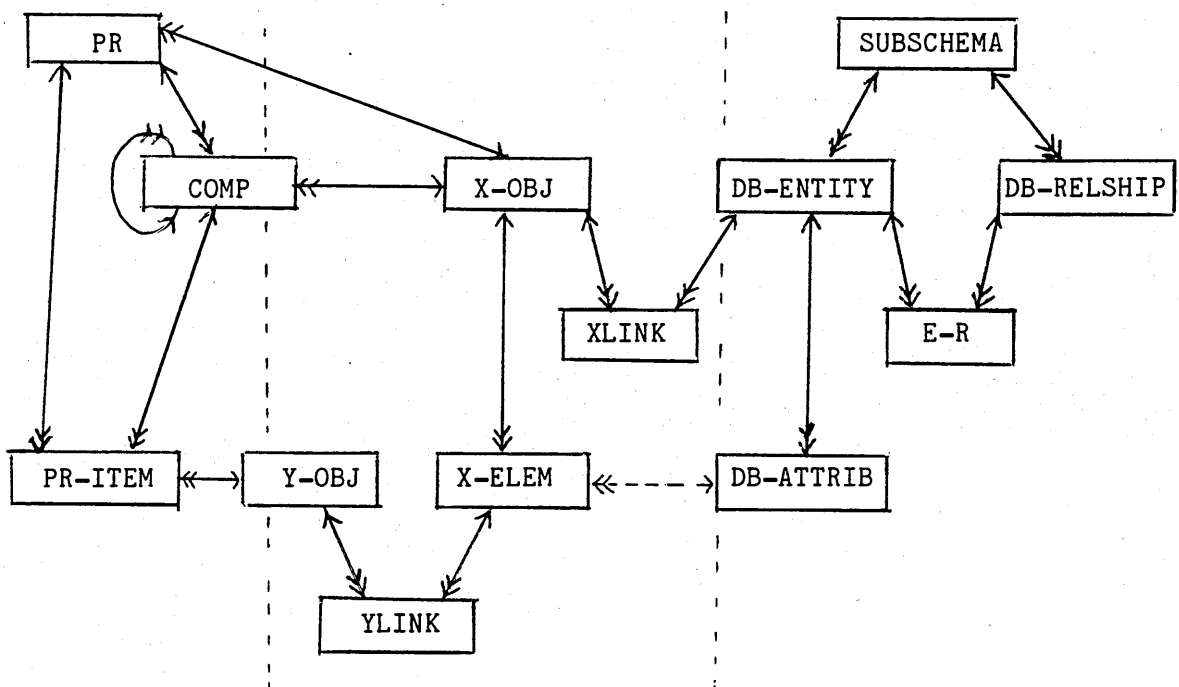 PR
SUBSCHEMA
COMP
X-OBJ
DB-ENTITY
DB-RELSHIP
XLINK
E-R
PR-ITEM
Y-OBJ
X-ELEM
DB-ATTRIB
YLINK